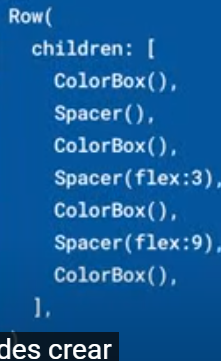 Row(
children: [
ColorBox(),
Spacer(),
ColorBox(),
Spacer(flex:3),
ColorBox(),
Spacer(flex:9),
ColorBox(),
],
des crear